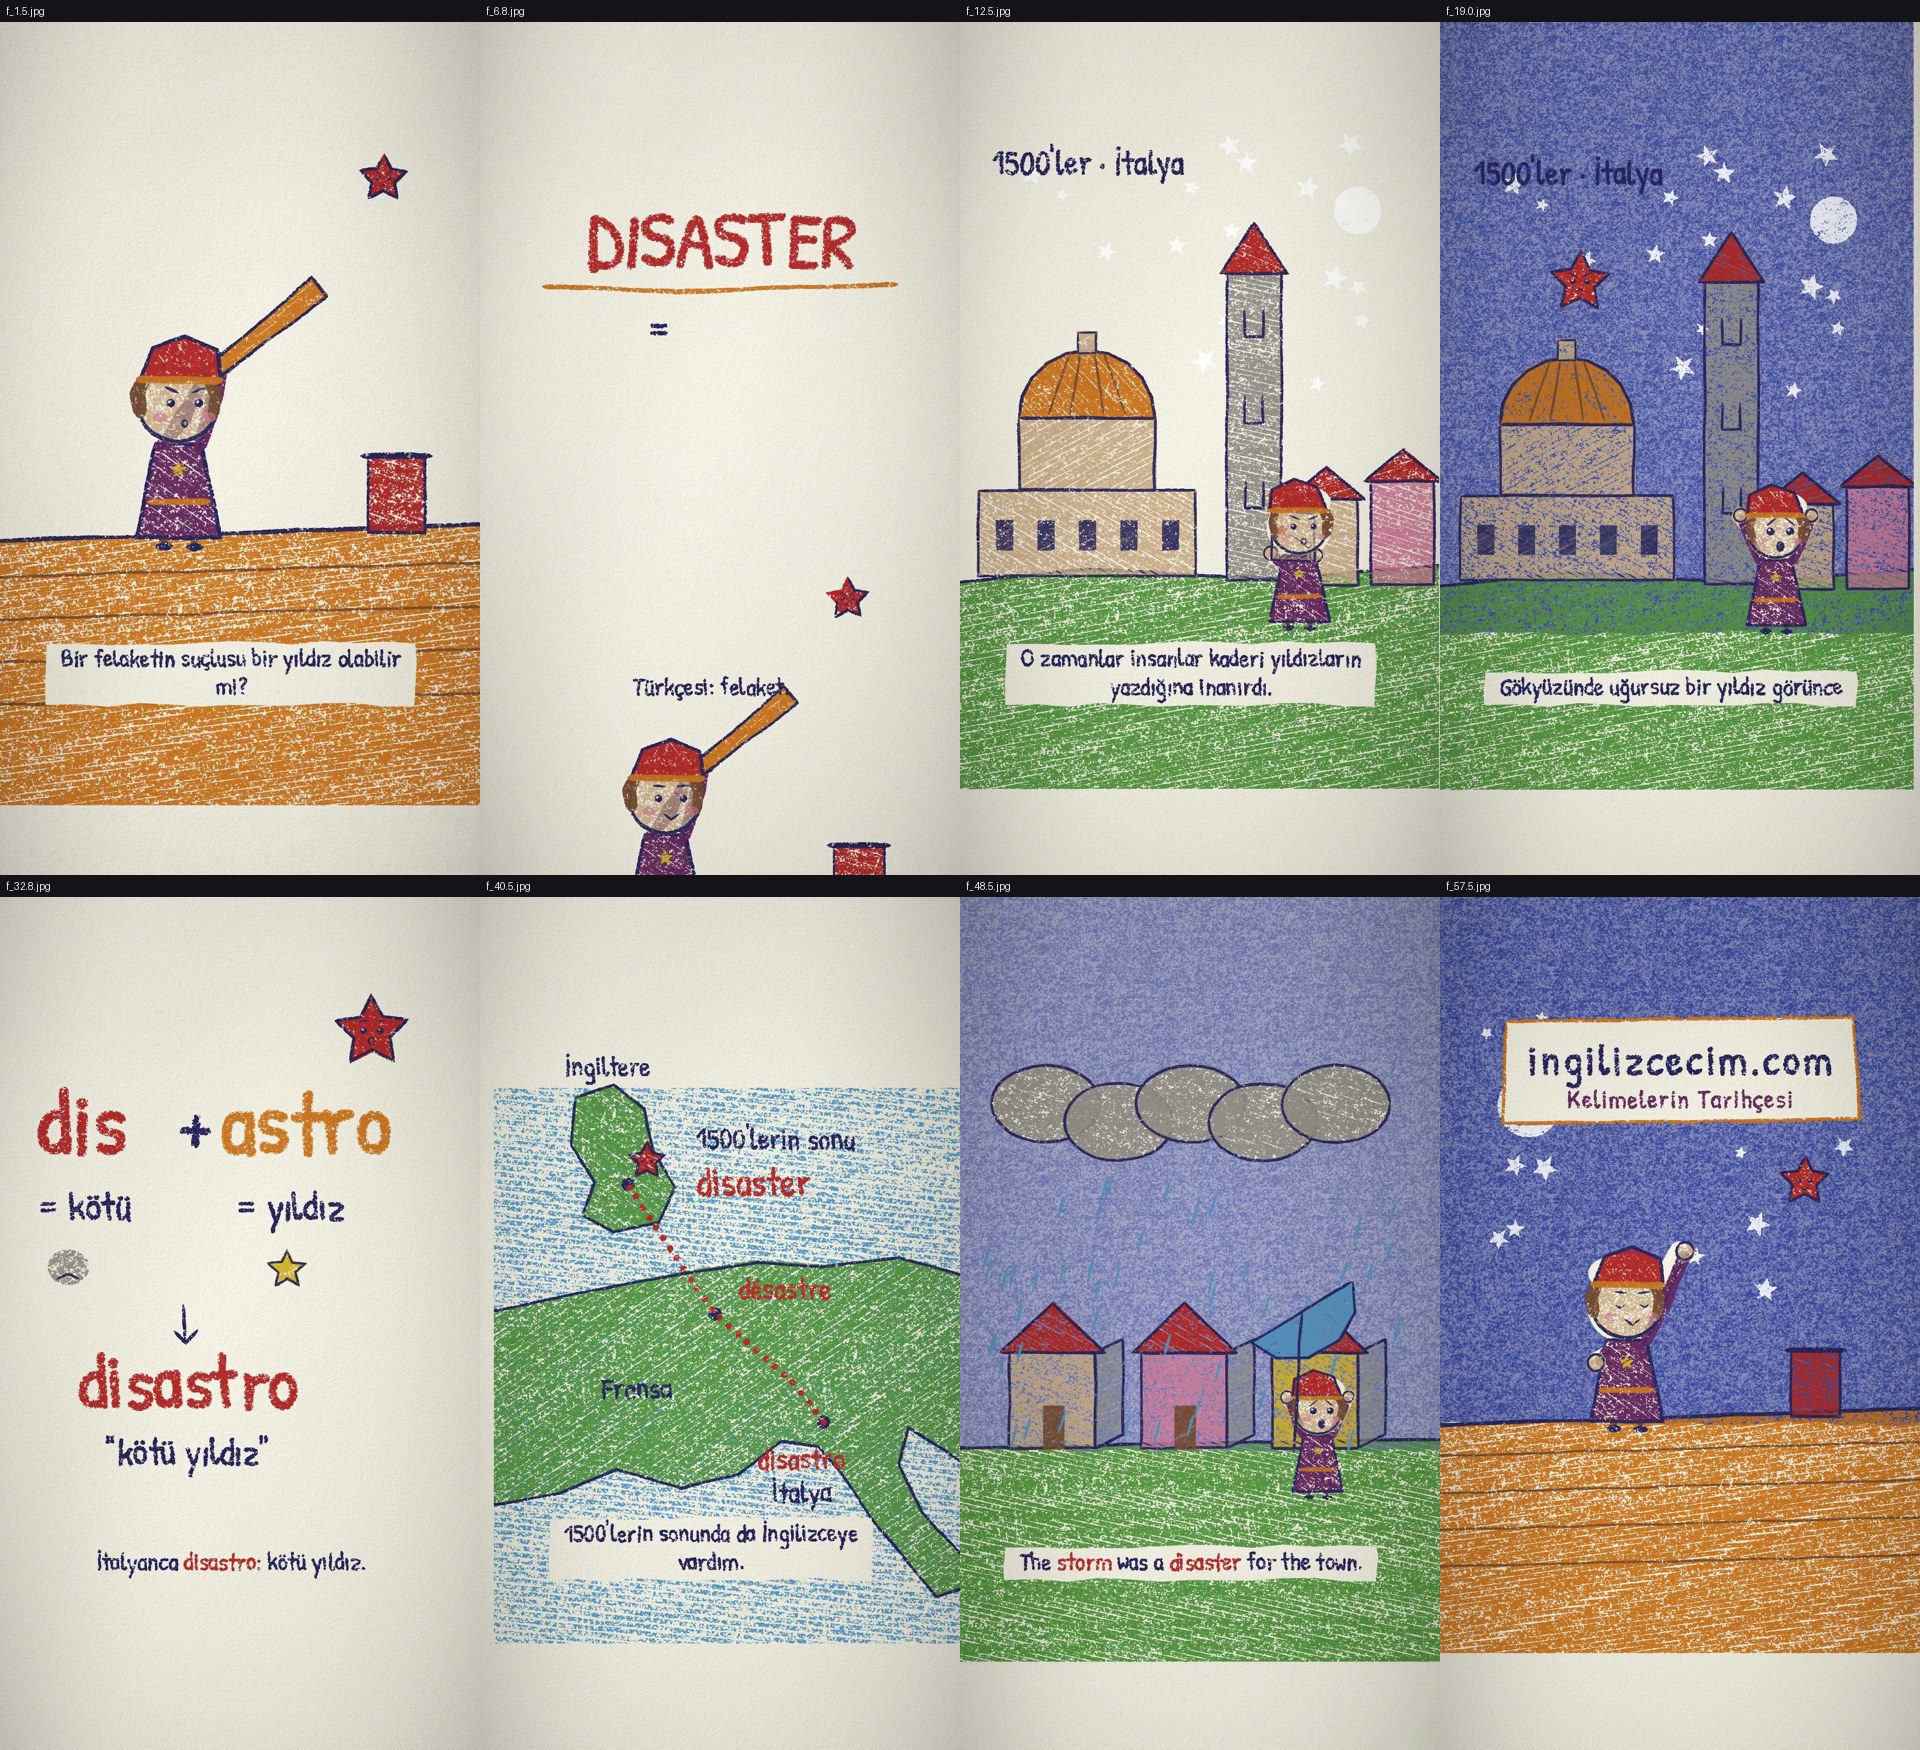 f_1.5.jpg
Bir felaketin suçlusu bir yıldız olabilir
mi?
f_6.8.jpg
DISASTER
=
Türkçesi: felaket
f_12.5.jpg
1500'ler · İtalya
O zamanlar insanlar kaderi yıldızların
yazdığına inanırdı.
f_19.0.jpg
1500'ler · İtalya
Gökyüzünde uğursuz bir yıldız görünce
f_32.8.jpg
dis + astro
= kötü = yıldız
disastro
"kötü yıldız"
İtalyanca disastro: kötü yıldız.
f_40.5.jpg
İngiltere
1500'lerin sonu
disaster
désastre
Fransa
disastro
İtalya
1500'lerin sonunda da İngilizceye
vardım.
f_48.5.jpg
The storm was a disaster for the town.
f_57.5.jpg
ingilizcecim.com
Kelimelerin Tarihçesi